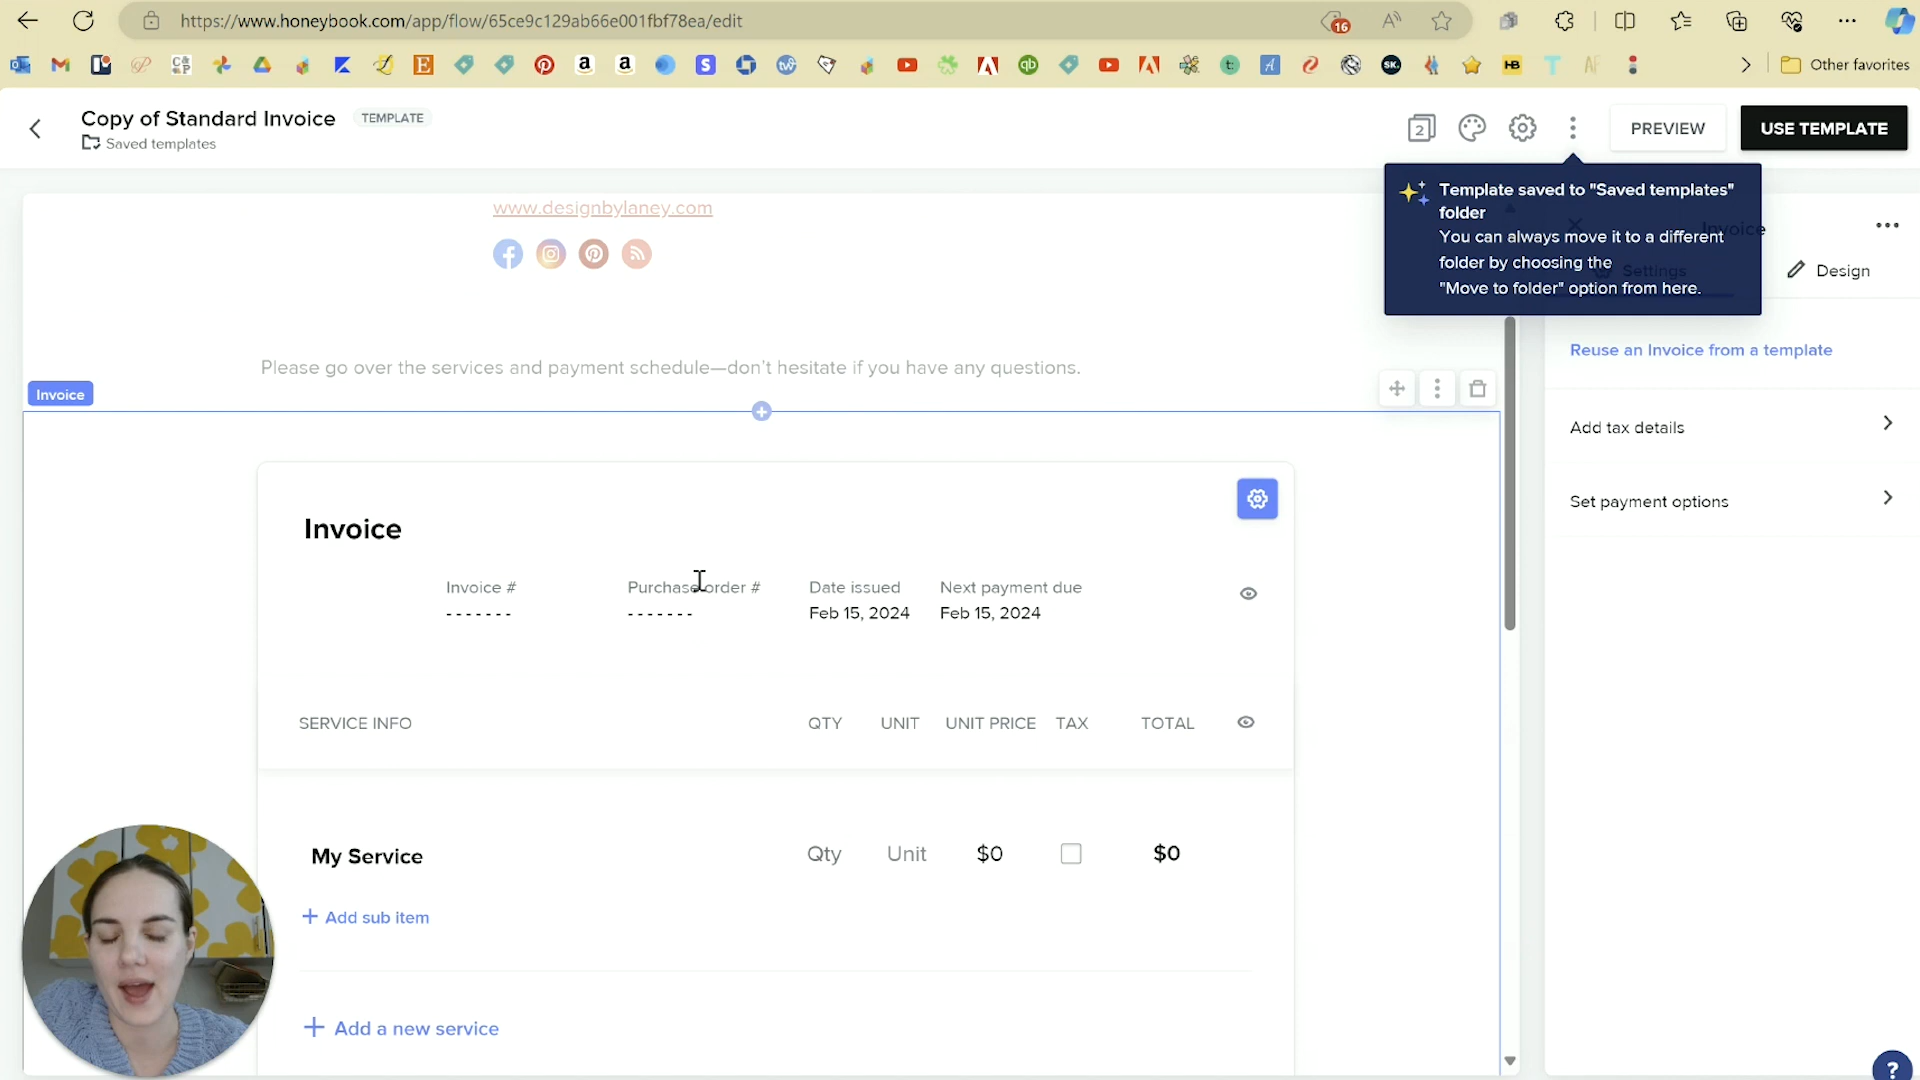 https://www.honeybook.com/app/flow/65ce9c129ab66e001fbf78ea/edit
16
Other favorites
Copy of Standard Invoice
TEMPLATE
Saved templates
2
PREVIEW
USE TEMPLATE
Template saved to "Saved templates"
folder
You can always move it to a different
folder by choosing the
"Move to folder" option from here.
Invoice
Settings
Design
www.designbylaney.com
Reuse an Invoice from a template
Please go over the services and payment schedule—don't hesitate if you have any questions.
Invoice
Add tax details
Set payment options
Invoice
Invoice #
Purchase order #
Date issued
Next payment due
-------
-------
Feb 15, 2024
Feb 15, 2024
SERVICE INFO
QTY
UNIT
UNIT PRICE
TAX
TOTAL
My Service
Qty
Unit
$0
$0
+ Add sub item
+ Add a new service
?